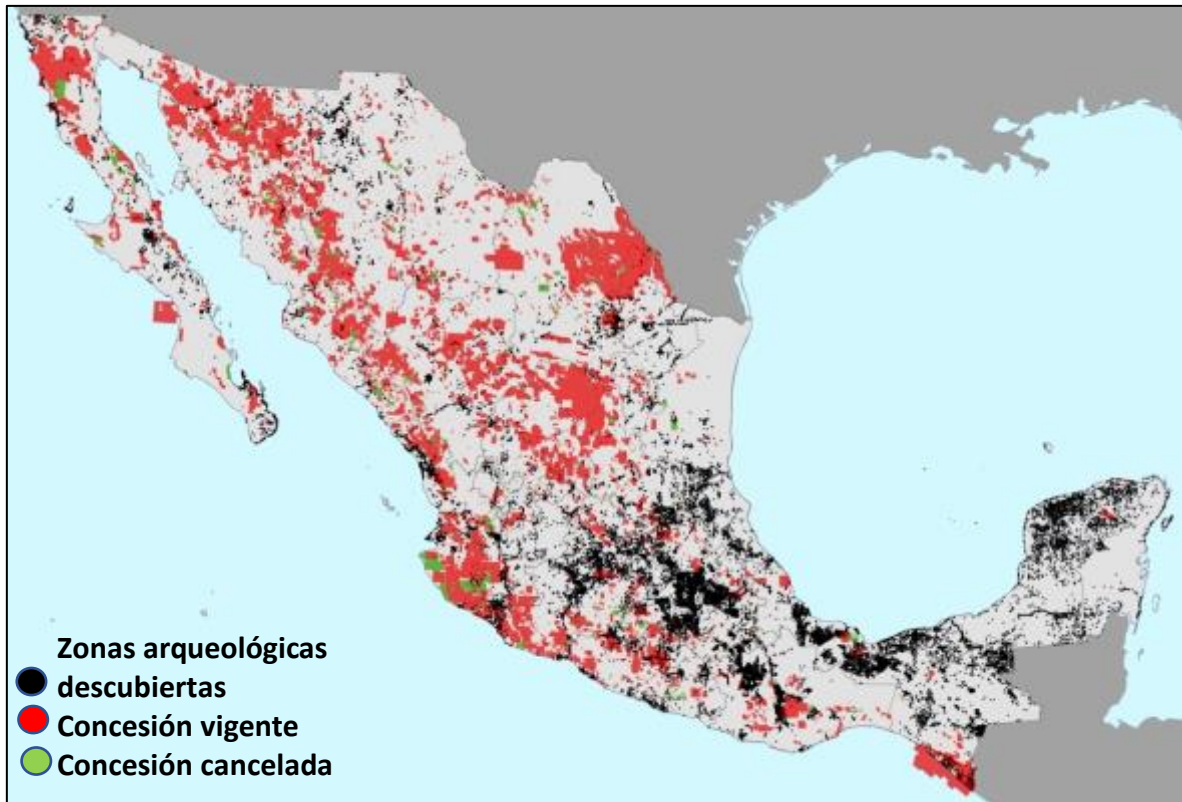 Zonas arqueológicas
descubiertas
Concesión vigente
Concesión cancelada